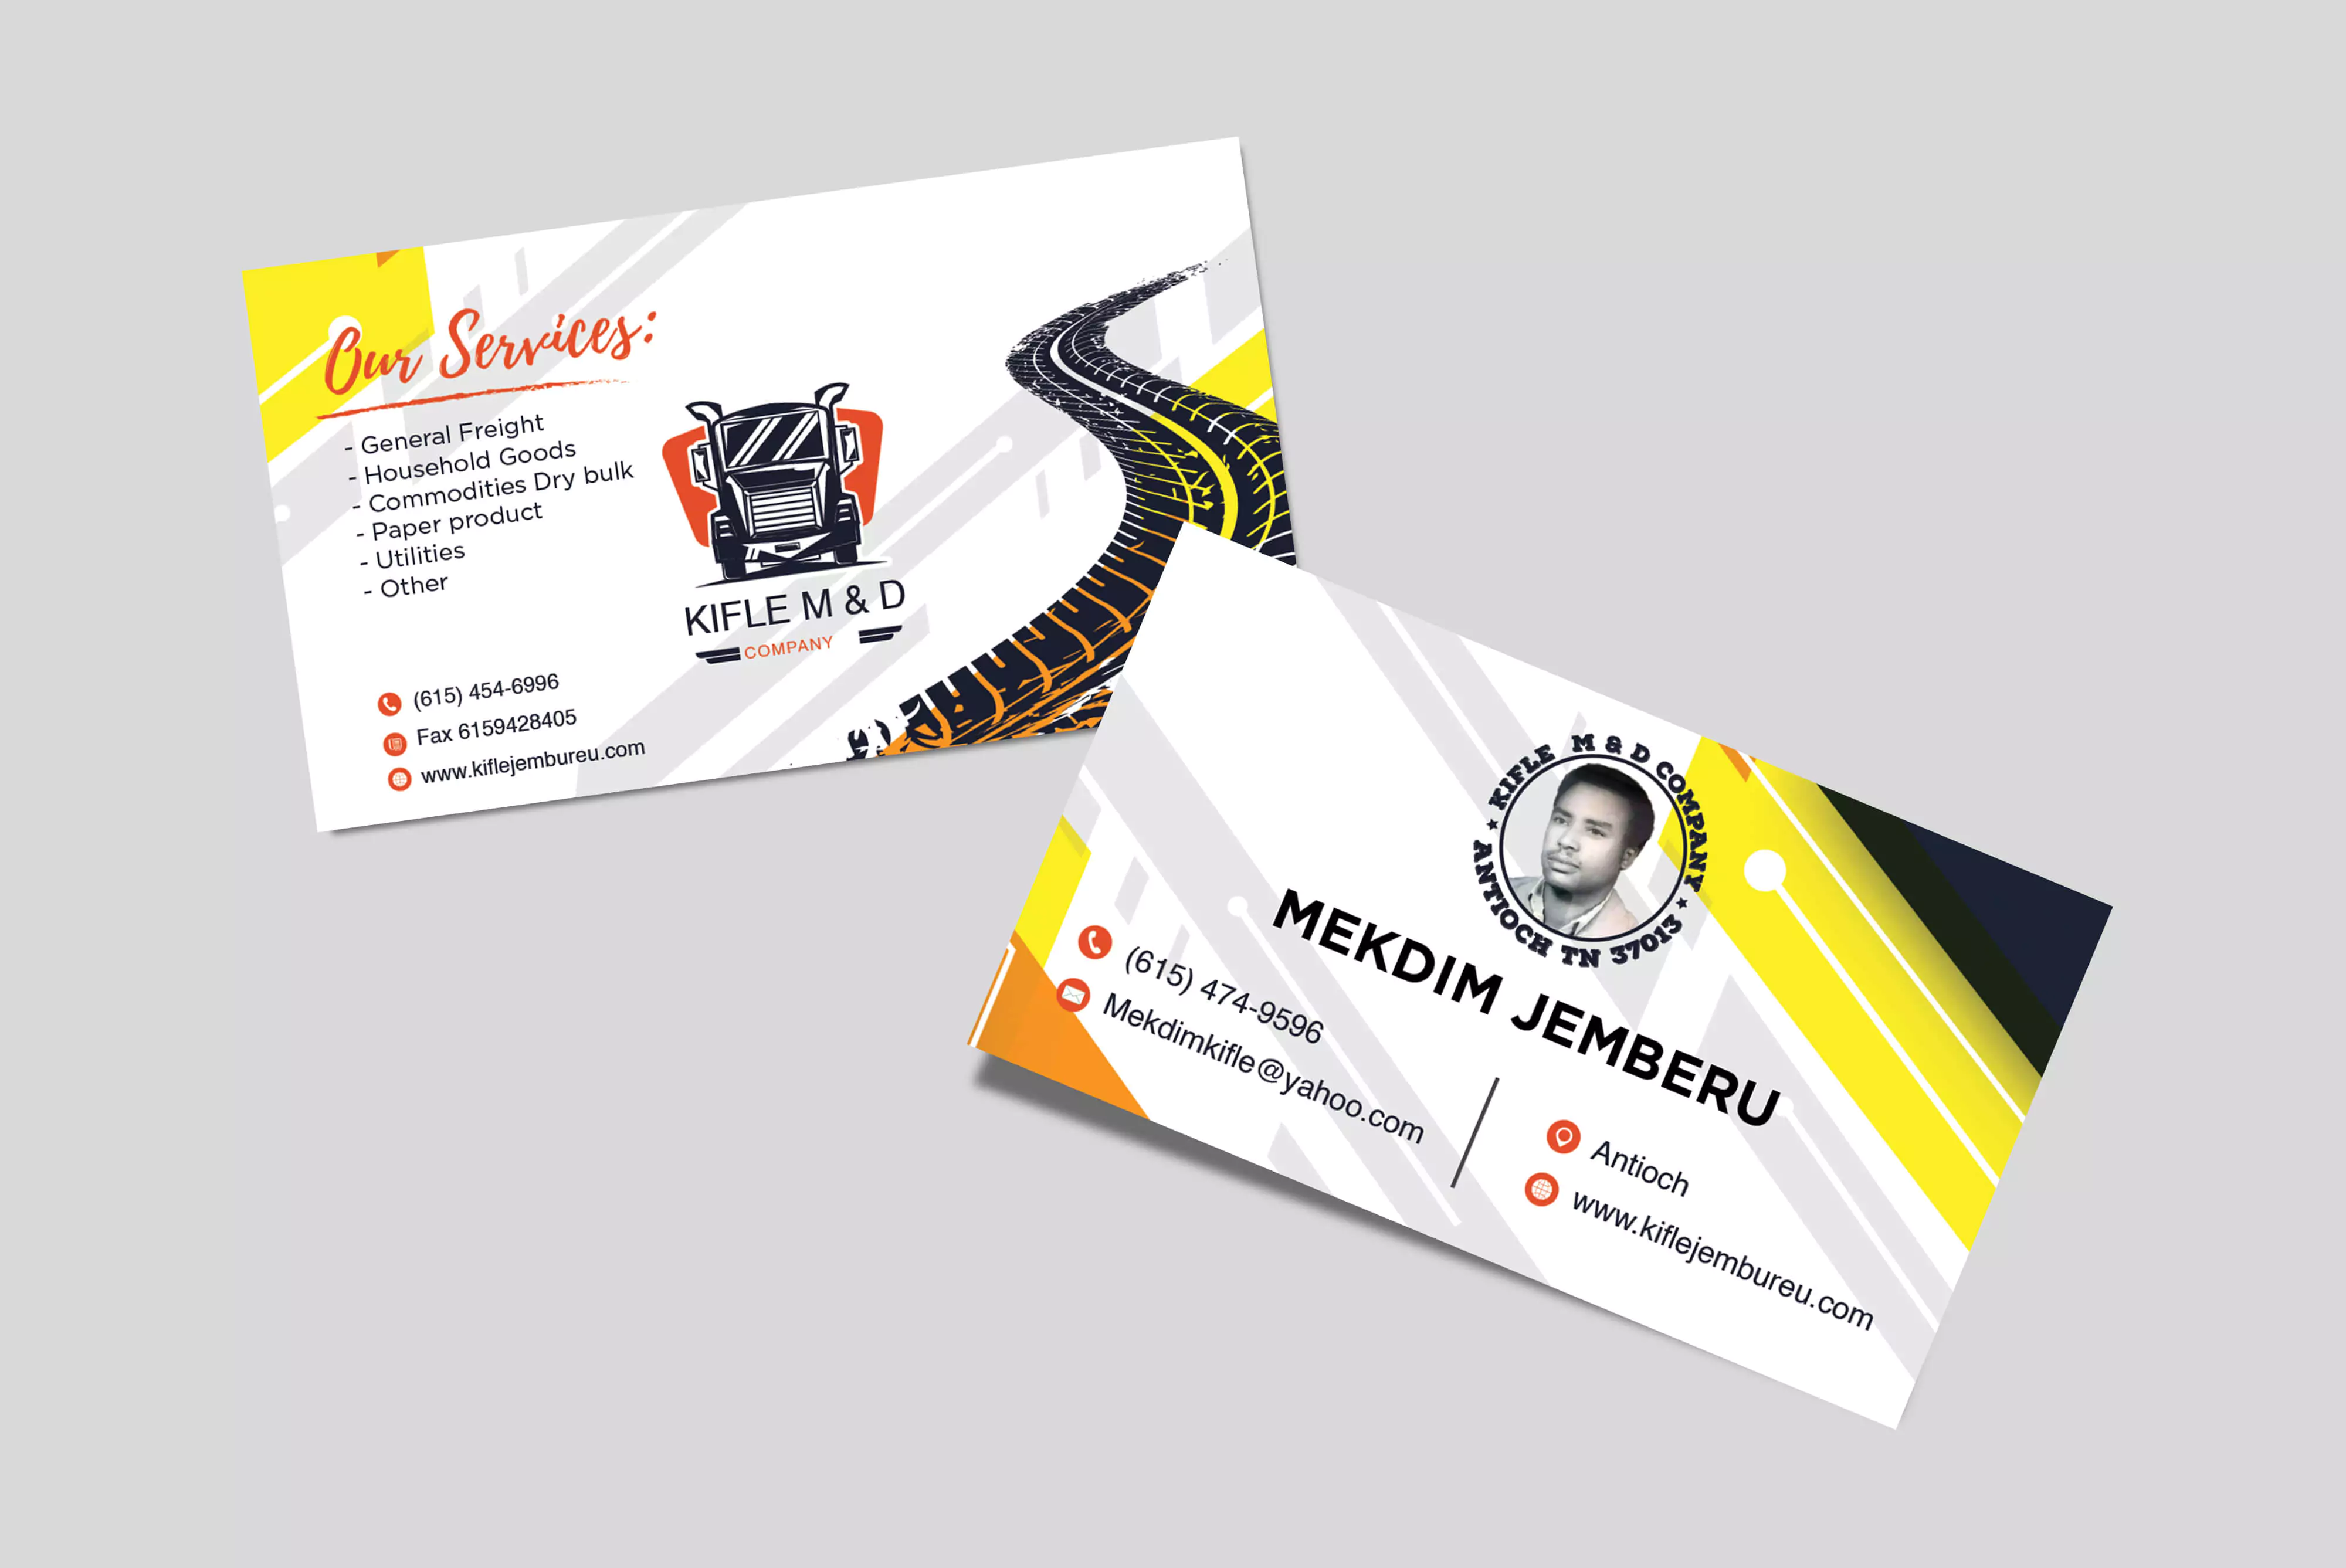 Our Services:
- General Freight
- Household Goods
- Commodities Dry bulk
- Paper product
- Utilities
- Other
KIFLE M & D
COMPANY
(615) 454-6996
Fax 6159428405
www.kiflejembureu.com
KIFLE M & D COMPANY
ANTIOCH TN 37013
MEKDIM JEMBERU
(615) 474-9596
Mekdimkifle@yahoo.com
Antioch
www.kiflejembureu.com